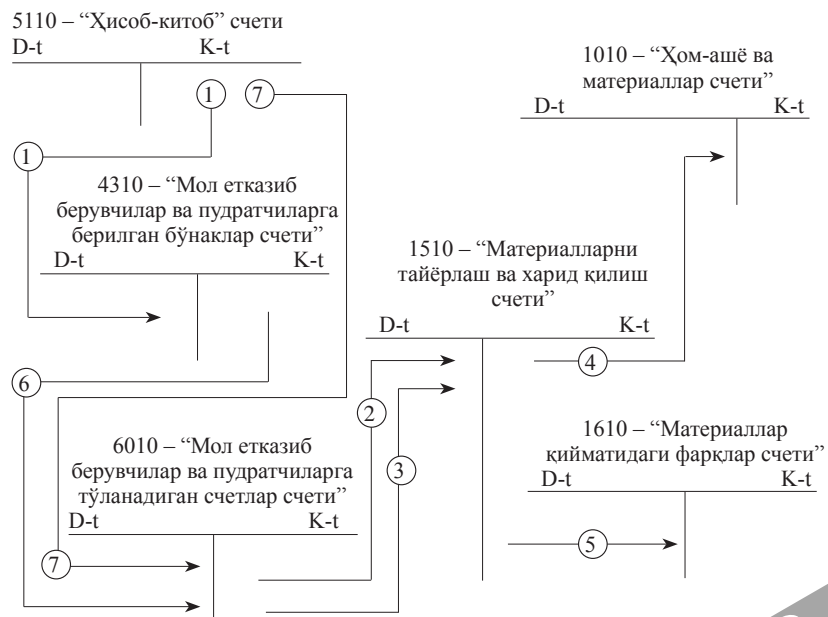 5110 – “Ҳисоб-китоб” счети
D-t K-t
1 7
1010 – “Ҳом-ашё ва
материаллар счети”
D-t K-t
1
4310 – “Мол етказиб
берувчилар ва пудратчиларга
берилган бўнаклар счети”
D-t K-t
1510 – “Материалларни
тайёрлаш ва харид қилиш
счети”
D-t K-t
4
6
2
6010 – “Мол етказиб
берувчилар ва пудратчиларга
тўланадиган счетлар счети”
D-t K-t
3
1610 – “Материаллар
қийматидаги фарқлар счети”
D-t K-t
5
7